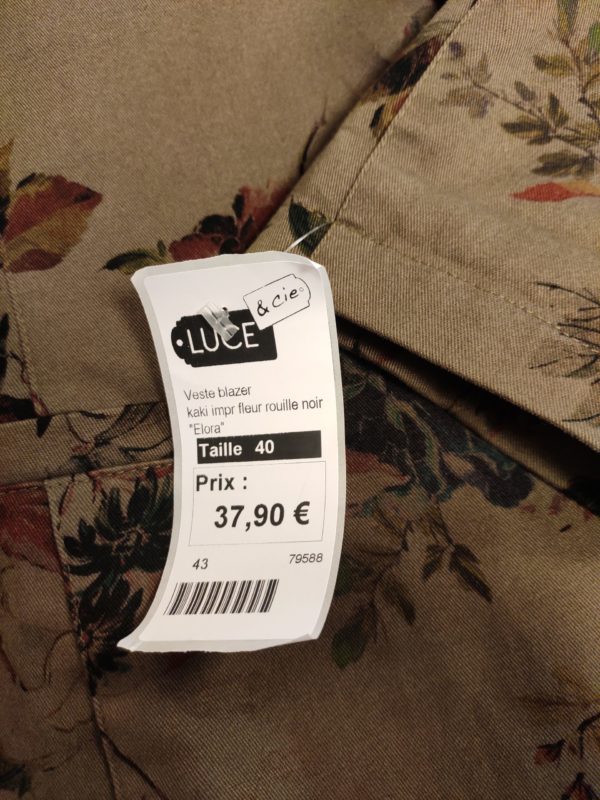 LUCE
& cie
Veste blazer
kaki impr fleur rouille noir
"Elora"
Taille 40
Prix :
37,90 €
43 79588